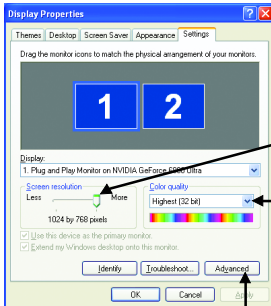 Display Properties
Themes Desktop Screen Saver Appearance Settings
Drag the monitor icons to match the physical arrangement of your monitors.
1 2
Display:
1. Plug and Play Monitor on NVIDIA GeForce 6800 Ultra
Screen resolution Color quality
Less More Highest (32 bit)
1024 by 768 pixels
Use this device as the primary monitor.
Extend my Windows desktop onto this monitor.
Identify Troubleshoot... Advanced
OK Cancel Apply